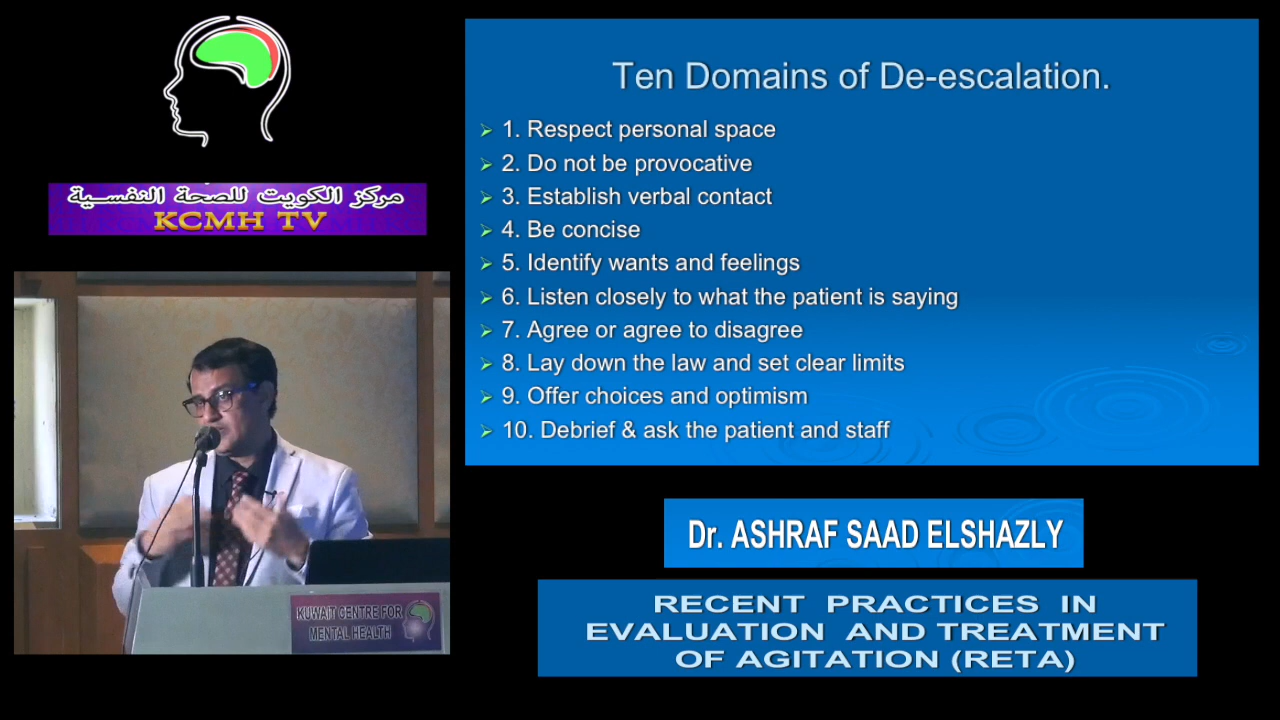 مركز الكويت للصحة النفسية
KCMH TV
Ten Domains of De-escalation.
1. Respect personal space
2. Do not be provocative
3. Establish verbal contact
4. Be concise
5. Identify wants and feelings
6. Listen closely to what the patient is saying
7. Agree or agree to disagree
8. Lay down the law and set clear limits
9. Offer choices and optimism
10. Debrief & ask the patient and staff
KUWAIT CENTRE FOR
MENTAL HEALTH
Dr. ASHRAF SAAD ELSHAZLY
RECENT PRACTICES IN
EVALUATION AND TREATMENT
OF AGITATION (RETA)